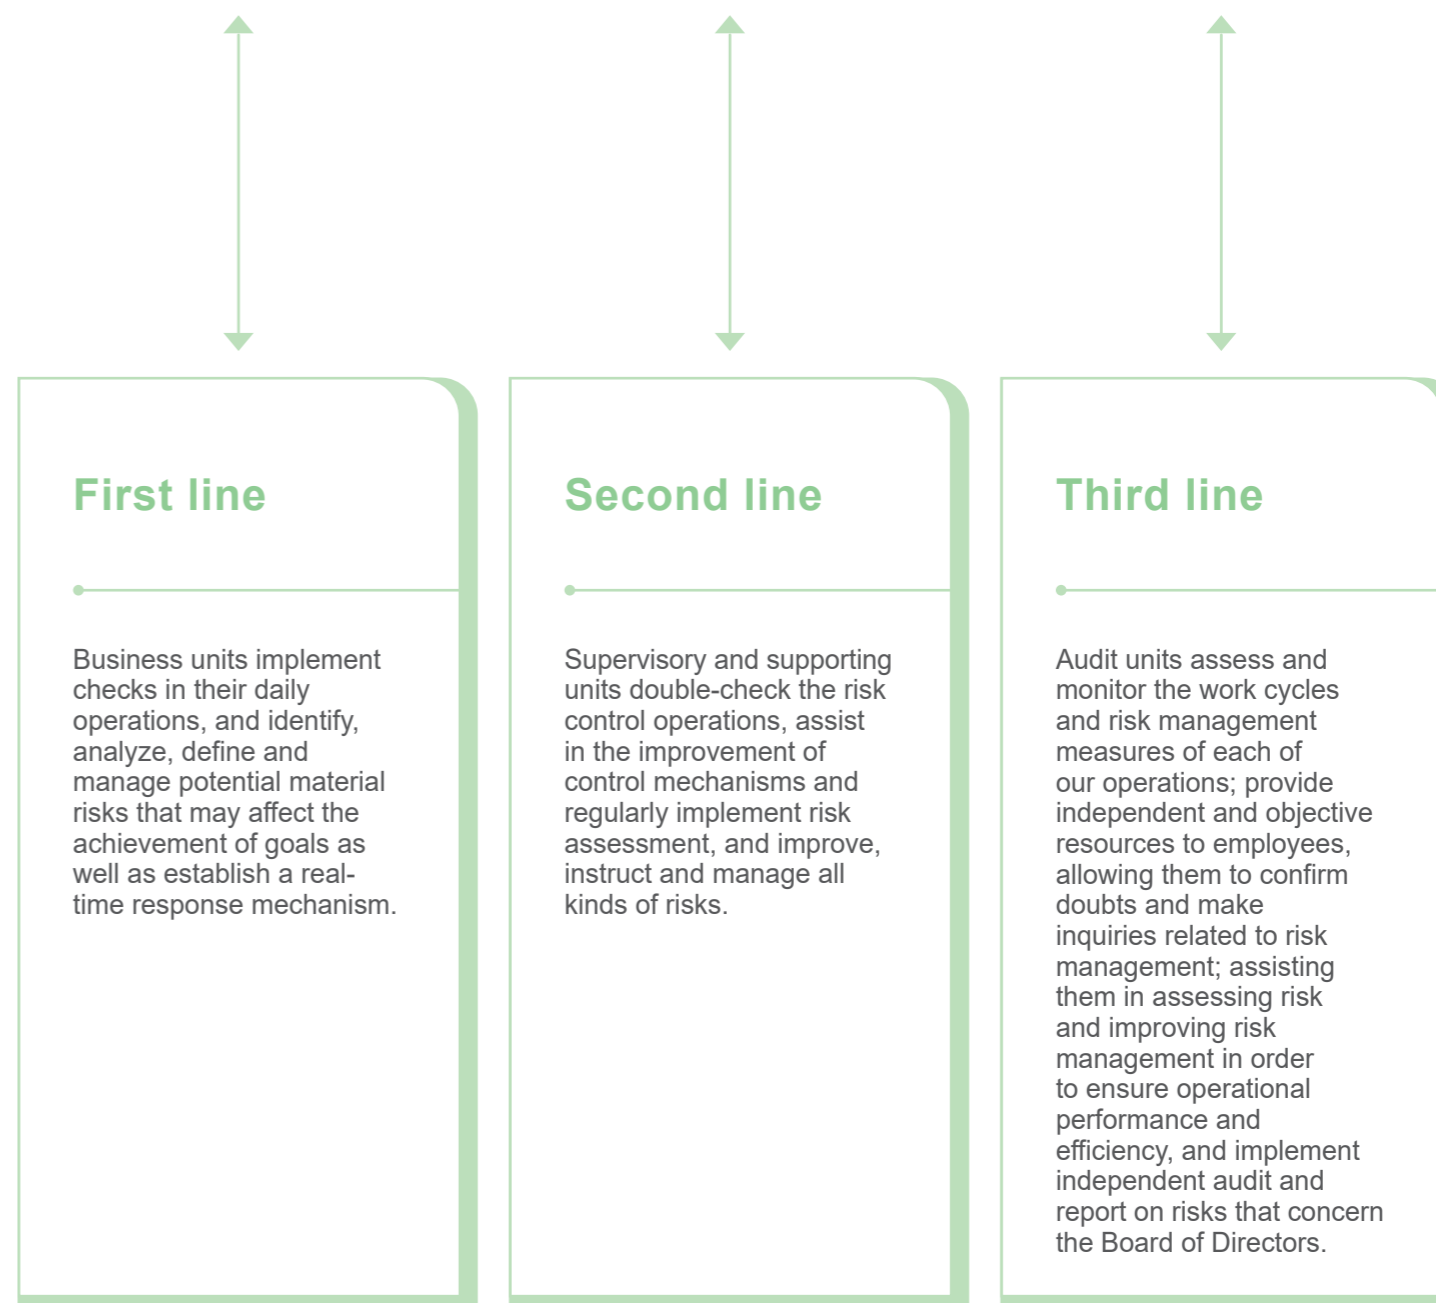 First line
Business units implement
checks in their daily
operations, and identify,
analyze, define and
manage potential material
risks that may affect the
achievement of goals as
well as establish a real-
time response mechanism.
Second line
Supervisory and supporting
units double-check the risk
control operations, assist
in the improvement of
control mechanisms and
regularly implement risk
assessment, and improve,
instruct and manage all
kinds of risks.
Third line
Audit units assess and
monitor the work cycles
and risk management
measures of each of
our operations; provide
independent and objective
resources to employees,
allowing them to confirm
doubts and make
inquiries related to risk
management; assisting
them in assessing risk
and improving risk
management in order
to ensure operational
performance and
efficiency, and implement
independent audit and
report on risks that concern
the Board of Directors.